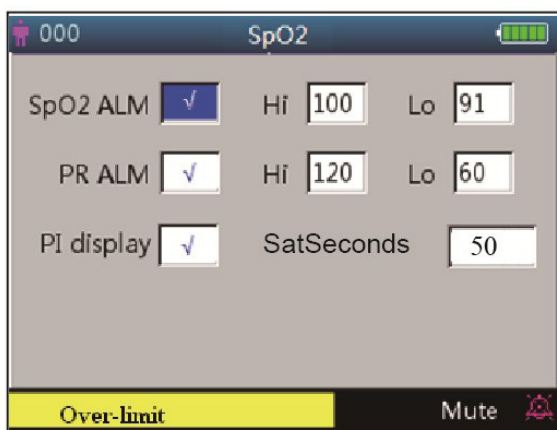 000 SpO2
SpO2 ALM √ Hi 100 Lo 91
PR ALM √ Hi 120 Lo 60
PI display √ SatSeconds 50
Over-limit Mute